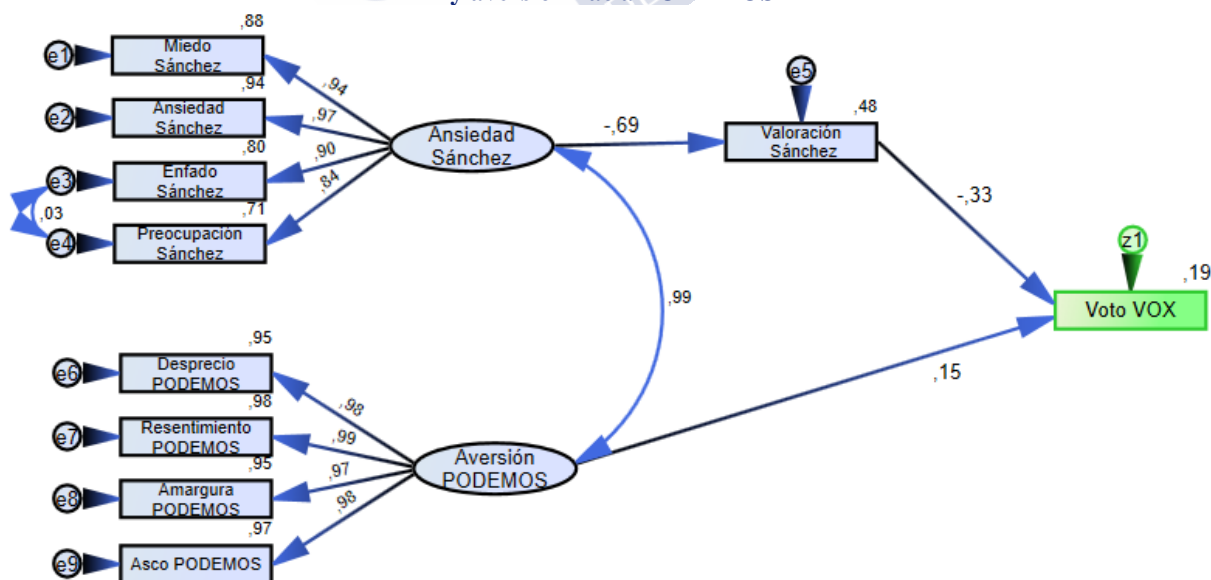 ,88
e1
Miedo
Sánchez
,94
,94
e2
Ansiedad
Sánchez
,97
,80
e3
Enfado
Sánchez
,90
,71
,03
e4
Preocupación
Sánchez
,84
Ansiedad
Sánchez
-,69
e5
,48
Valoración
Sánchez
-,33
,99
z1
,19
Voto VOX
,15
,95
e6
Desprecio
PODEMOS
,98
,98
e7
Resentimiento
PODEMOS
,99
,95
e8
Amargura
PODEMOS
,97
,97
e9
Asco PODEMOS
,98
Aversión
PODEMOS